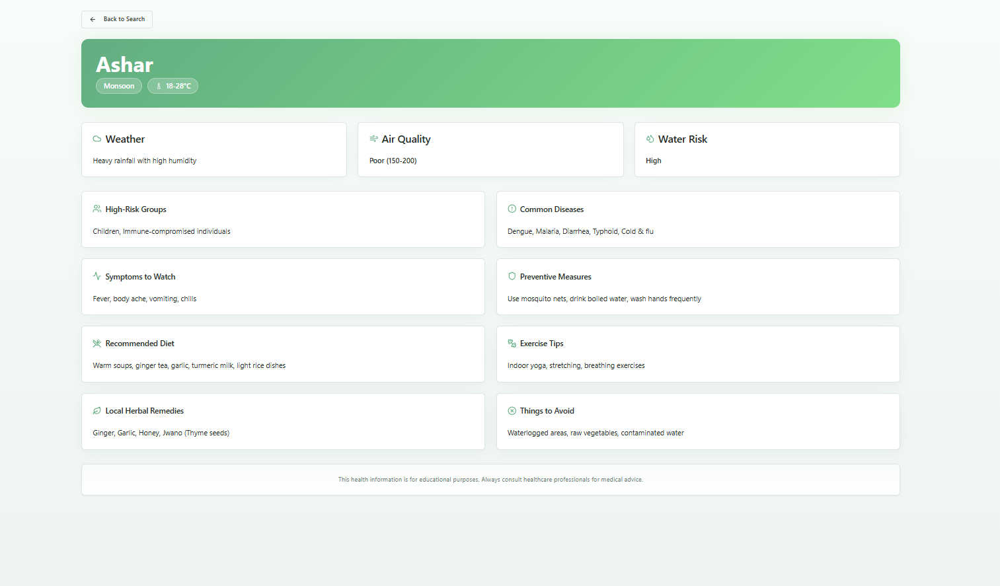 Back to Search
Ashar
Monsoon
18-28°C
Weather
Heavy rainfall with high humidity
Air Quality
Poor (150-200)
Water Risk
High
High-Risk Groups
Children, Immune-compromised individuals
Common Diseases
Dengue, Malaria, Diarrhea, Typhoid, Cold & flu
Symptoms to Watch
Fever, body ache, vomiting, chills
Preventive Measures
Use mosquito nets, drink boiled water, wash hands frequently
Recommended Diet
Warm soups, ginger tea, garlic, turmeric milk, light rice dishes
Exercise Tips
Indoor yoga, stretching, breathing exercises
Local Herbal Remedies
Ginger, Garlic, Honey, Jwano (Thyme seeds)
Things to Avoid
Waterlogged areas, raw vegetables, contaminated water
This health information is for educational purposes. Always consult healthcare professionals for medical advice.